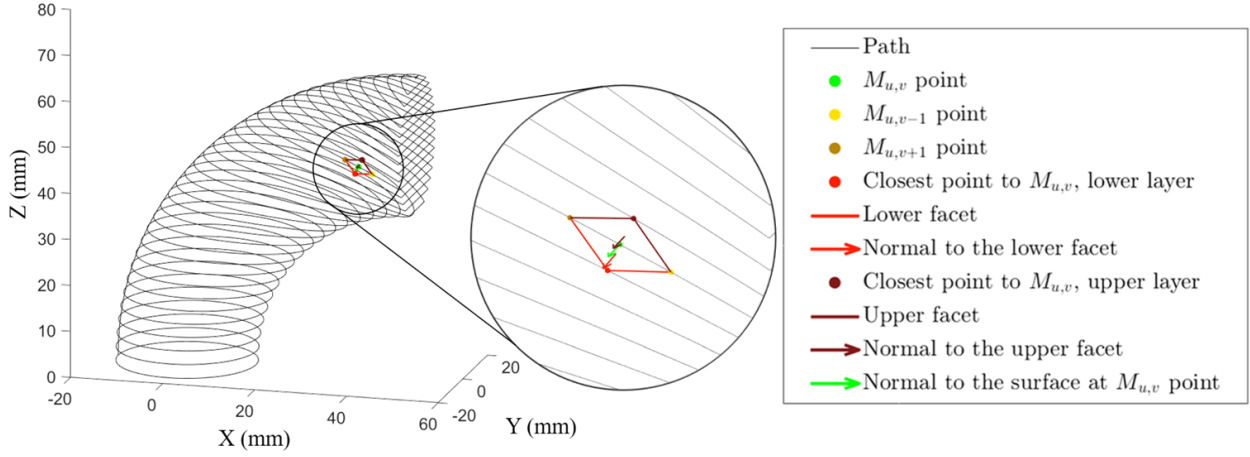 80
70
60
50
40
30
20
10
0
Z (mm)
-20
0
20
40
60
X (mm)
-20
0
20
Y (mm)
Path
M_{u,v} point
M_{u,v−1} point
M_{u,v+1} point
Closest point to M_{u,v}, lower layer
Lower facet
Normal to the lower facet
Closest point to M_{u,v}, upper layer
Upper facet
Normal to the upper facet
Normal to the surface at M_{u,v} point